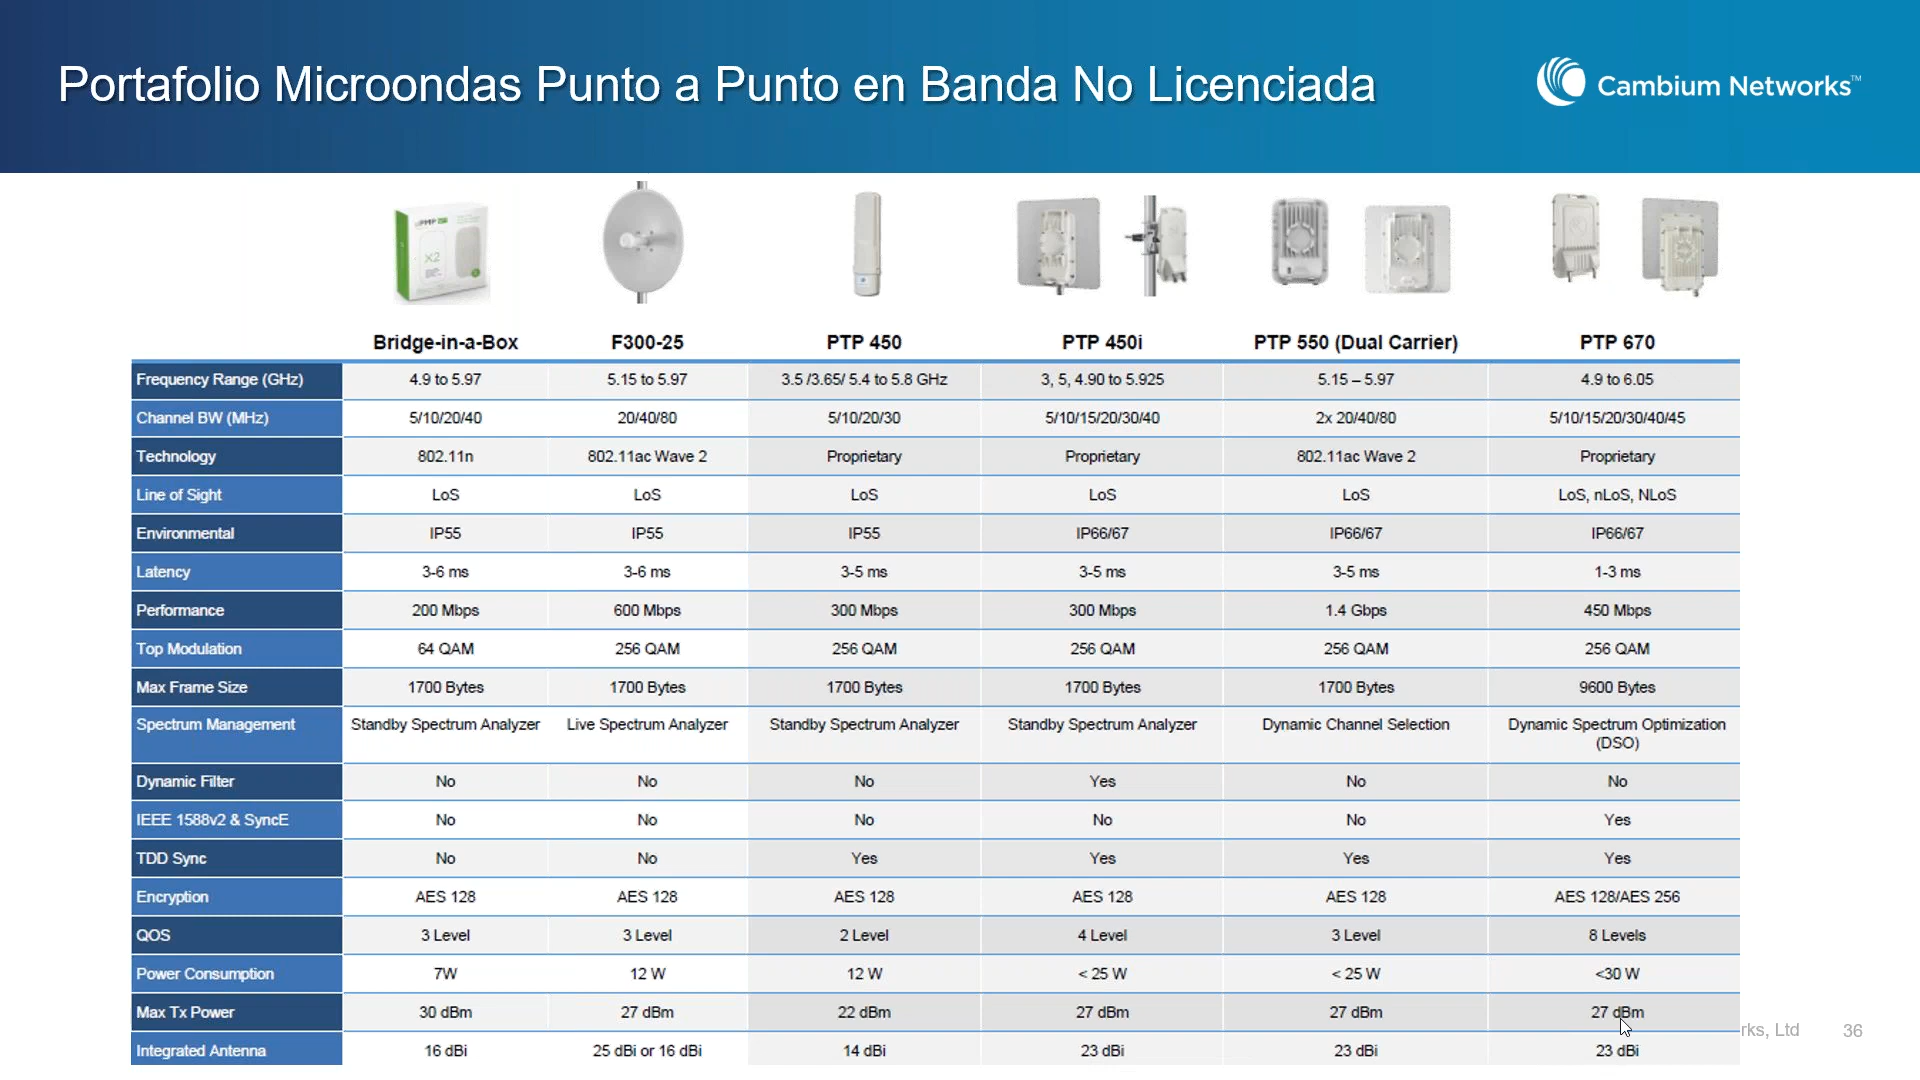 Portafolio Microondas Punto a Punto en Banda No Licenciada
Cambium Networks™
ePMP
X2
Bridge-in-a-Box F300-25 PTP 450 PTP 450i PTP 550 (Dual Carrier) PTP 670
Frequency Range (GHz) 4.9 to 5.97 5.15 to 5.97 3.5 /3.65/ 5.4 to 5.8 GHz 3, 5, 4.90 to 5.925 5.15 – 5.97 4.9 to 6.05
Channel BW (MHz) 5/10/20/40 20/40/80 5/10/20/30 5/10/15/20/30/40 2x 20/40/80 5/10/15/20/30/40/45
Technology 802.11n 802.11ac Wave 2 Proprietary Proprietary 802.11ac Wave 2 Proprietary
Line of Sight LoS LoS LoS LoS LoS LoS, nLoS, NLoS
Environmental IP55 IP55 IP55 IP66/67 IP66/67 IP66/67
Latency 3-6 ms 3-6 ms 3-5 ms 3-5 ms 3-5 ms 1-3 ms
Performance 200 Mbps 600 Mbps 300 Mbps 300 Mbps 1.4 Gbps 450 Mbps
Top Modulation 64 QAM 256 QAM 256 QAM 256 QAM 256 QAM 256 QAM
Max Frame Size 1700 Bytes 1700 Bytes 1700 Bytes 1700 Bytes 1700 Bytes 9600 Bytes
Spectrum Management Standby Spectrum Analyzer Live Spectrum Analyzer Standby Spectrum Analyzer Standby Spectrum Analyzer Dynamic Channel Selection Dynamic Spectrum Optimization
(DSO)
Dynamic Filter No No No Yes No No
IEEE 1588v2 & SyncE No No No No No Yes
TDD Sync No No Yes Yes Yes Yes
Encryption AES 128 AES 128 AES 128 AES 128 AES 128 AES 128/AES 256
QOS 3 Level 3 Level 2 Level 4 Level 3 Level 8 Levels
Power Consumption 7W 12 W 12 W < 25 W < 25 W <30 W
Max Tx Power 30 dBm 27 dBm 22 dBm 27 dBm 27 dBm 27 dBm
rks, Ltd 36
Integrated Antenna 16 dBi 25 dBi or 16 dBi 14 dBi 23 dBi 23 dBi 23 dBi